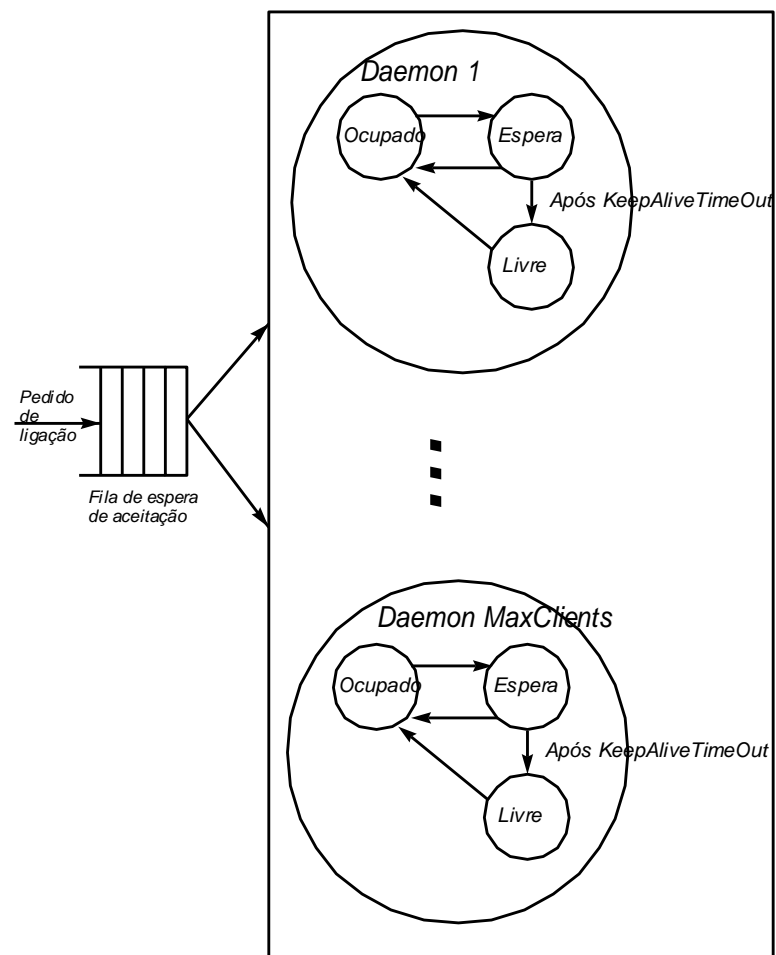 Daemon 1
Ocupado
Espera
Após KeepAliveTimeOut
Livre
Pedido
de
ligação
Fila de espera
de aceitação
Daemon MaxClients
Ocupado
Espera
Após KeepAliveTimeOut
Livre